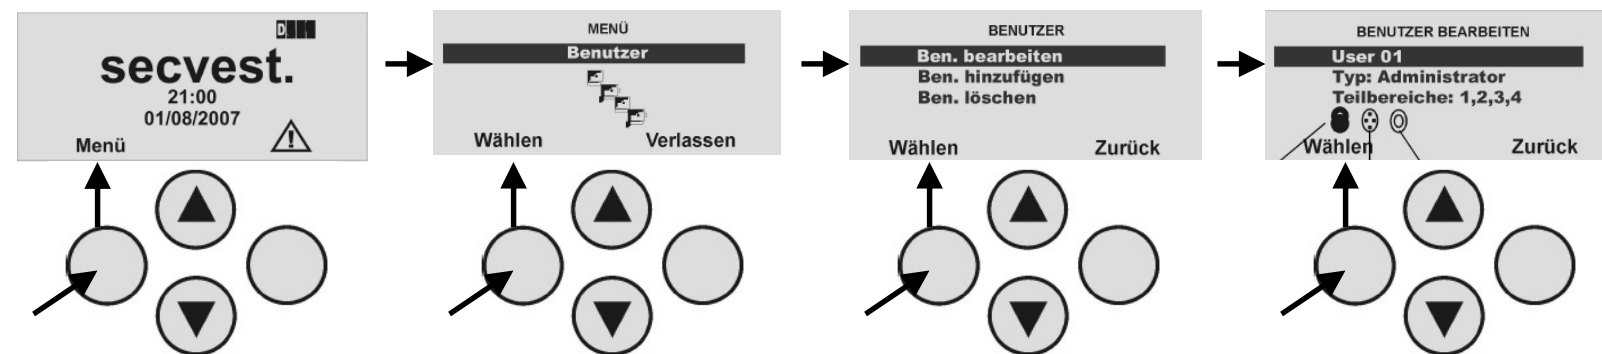 D
secvest.
21:00
01/08/2007
Menü
MENÜ
Benutzer
Wählen Verlassen
BENUTZER
Ben. bearbeiten
Ben. hinzufügen
Ben. löschen
Wählen Zurück
BENUTZER BEARBEITEN
User 01
Typ: Administrator
Teilbereiche: 1,2,3,4
Wählen Zurück